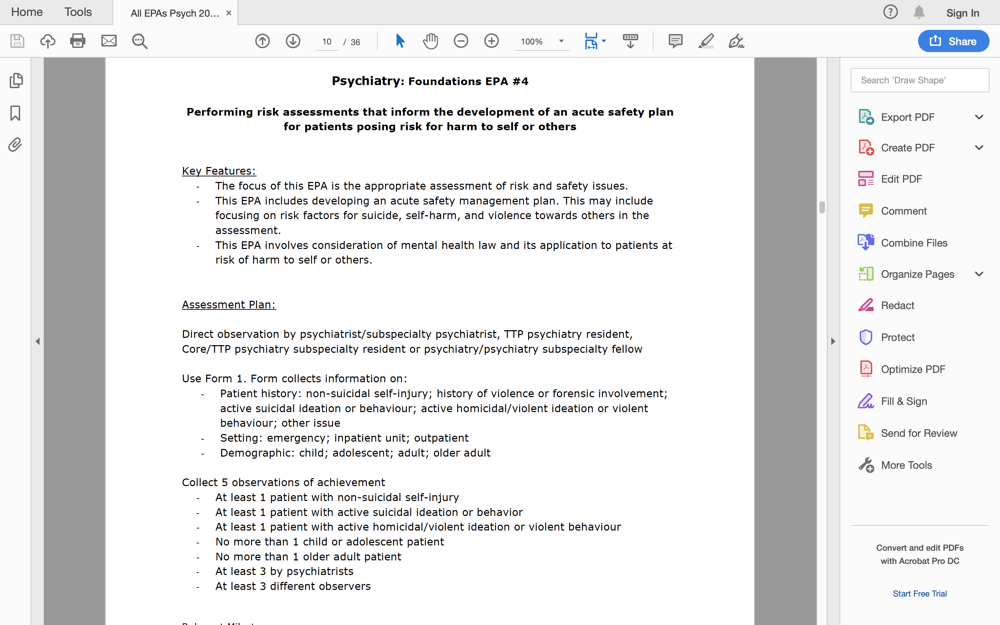 Home Tools All EPAs Psych 20... × ? Sign In
10 / 36 100% Share
Psychiatry: Foundations EPA #4
Performing risk assessments that inform the development of an acute safety plan
for patients posing risk for harm to self or others
Key Features:
- The focus of this EPA is the appropriate assessment of risk and safety issues.
- This EPA includes developing an acute safety management plan. This may include
focusing on risk factors for suicide, self-harm, and violence towards others in the
assessment.
- This EPA involves consideration of mental health law and its application to patients at
risk of harm to self or others.
Assessment Plan:
Direct observation by psychiatrist/subspecialty psychiatrist, TTP psychiatry resident,
Core/TTP psychiatry subspecialty resident or psychiatry/psychiatry subspecialty fellow
Use Form 1. Form collects information on:
- Patient history: non-suicidal self-injury; history of violence or forensic involvement;
active suicidal ideation or behaviour; active homicidal/violent ideation or violent
behaviour; other issue
- Setting: emergency; inpatient unit; outpatient
- Demographic: child; adolescent; adult; older adult
Collect 5 observations of achievement
- At least 1 patient with non-suicidal self-injury
- At least 1 patient with active suicidal ideation or behavior
- At least 1 patient with active homicidal/violent ideation or violent behaviour
- No more than 1 child or adolescent patient
- No more than 1 older adult patient
- At least 3 by psychiatrists
- At least 3 different observers
Search 'Draw Shape'
Export PDF
Create PDF
Edit PDF
Comment
Combine Files
Organize Pages
Redact
Protect
Optimize PDF
Fill & Sign
Send for Review
More Tools
Convert and edit PDFs
with Acrobat Pro DC
Start Free Trial